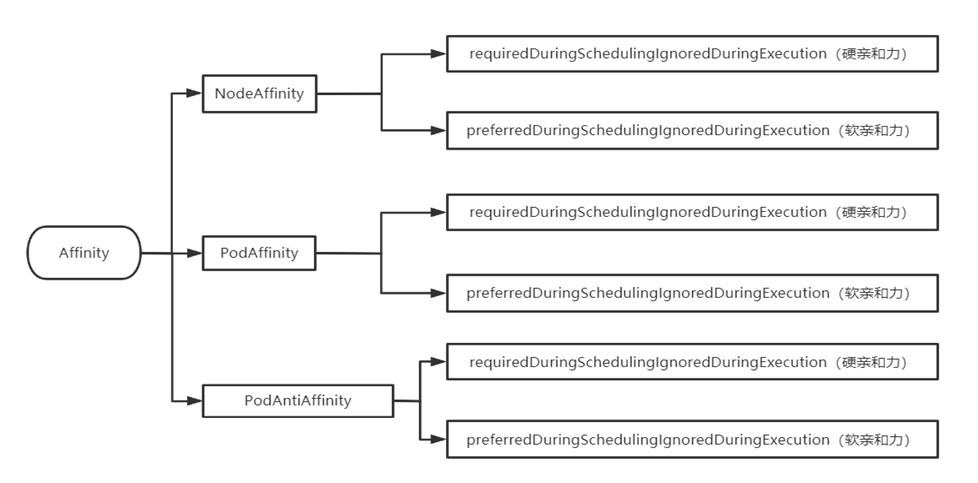 Affinity
NodeAffinity
requiredDuringSchedulingIgnoredDuringExecution（硬亲和力）
preferredDuringSchedulingIgnoredDuringExecution（软亲和力）
PodAffinity
requiredDuringSchedulingIgnoredDuringExecution（硬亲和力）
preferredDuringSchedulingIgnoredDuringExecution（软亲和力）
PodAntiAffinity
requiredDuringSchedulingIgnoredDuringExecution（硬亲和力）
preferredDuringSchedulingIgnoredDuringExecution（软亲和力）